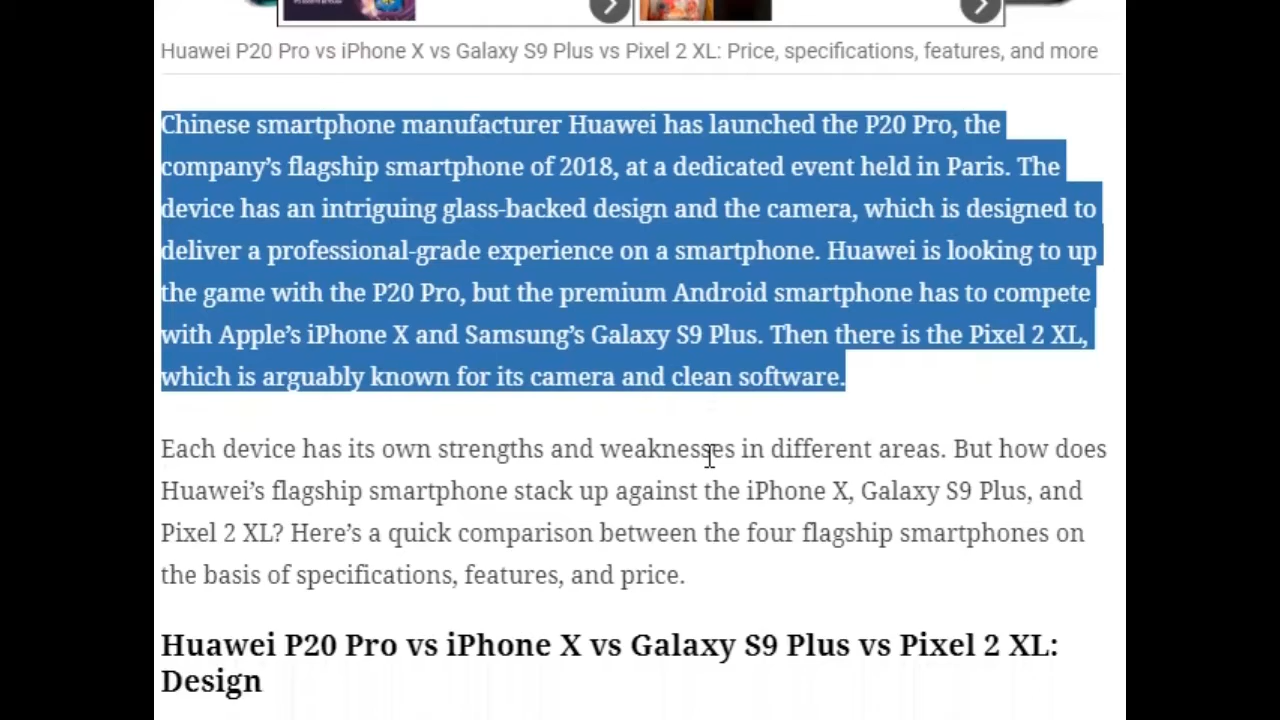 Huawei P20 Pro vs iPhone X vs Galaxy S9 Plus vs Pixel 2 XL: Price, specifications, features, and more
Chinese smartphone manufacturer Huawei has launched the P20 Pro, the
company’s flagship smartphone of 2018, at a dedicated event held in Paris. The
device has an intriguing glass-backed design and the camera, which is designed to
deliver a professional-grade experience on a smartphone. Huawei is looking to up
the game with the P20 Pro, but the premium Android smartphone has to compete
with Apple’s iPhone X and Samsung’s Galaxy S9 Plus. Then there is the Pixel 2 XL,
which is arguably known for its camera and clean software.
Each device has its own strengths and weaknesses in different areas. But how does
Huawei’s flagship smartphone stack up against the iPhone X, Galaxy S9 Plus, and
Pixel 2 XL? Here’s a quick comparison between the four flagship smartphones on
the basis of specifications, features, and price.
Huawei P20 Pro vs iPhone X vs Galaxy S9 Plus vs Pixel 2 XL:
Design